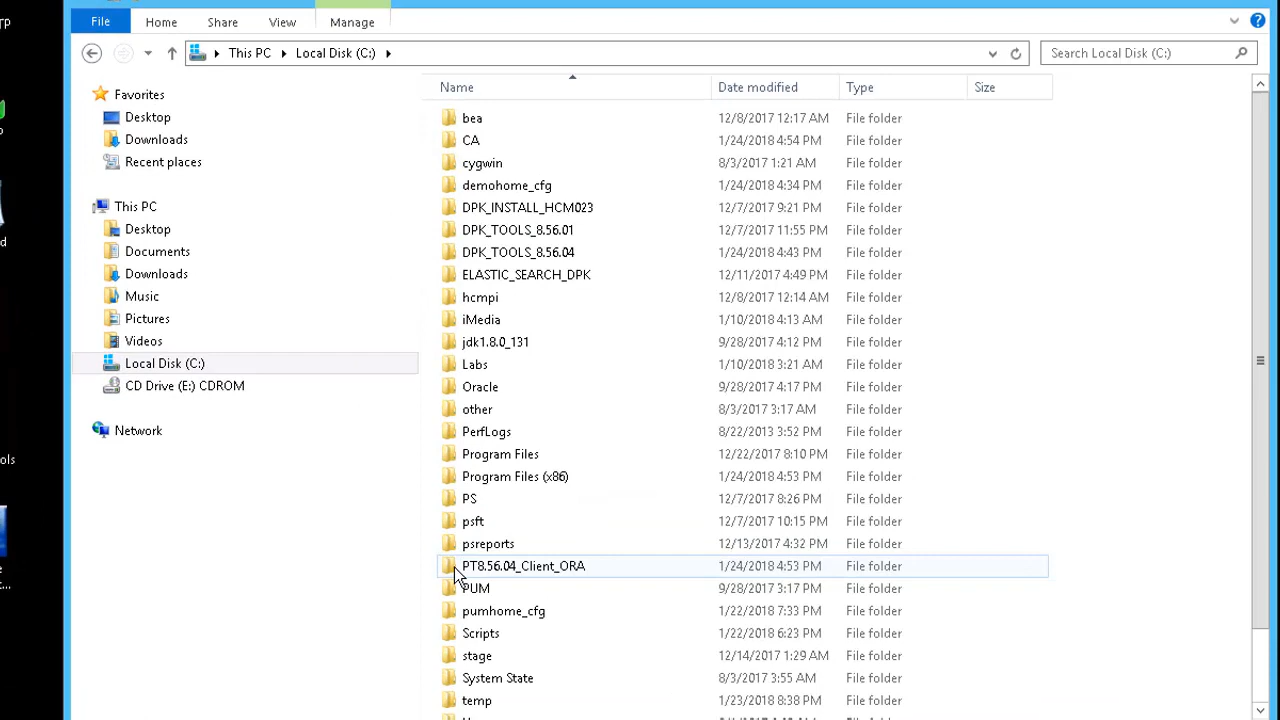 File Home Share View Manage
This PC Local Disk (C:) Search Local Disk (C:)
Favorites
Desktop
Downloads
Recent places
This PC
Desktop
Documents
Downloads
Music
Pictures
Videos
Local Disk (C:)
CD Drive (E:) CDROM
Network
Name Date modified Type Size
bea 12/8/2017 12:17 AM File folder
CA 1/24/2018 4:54 PM File folder
cygwin 8/3/2017 1:21 AM File folder
demohome_cfg 1/24/2018 4:34 PM File folder
DPK_INSTALL_HCM023 12/7/2017 9:21 PM File folder
DPK_TOOLS_8.56.01 12/7/2017 11:55 PM File folder
DPK_TOOLS_8.56.04 1/24/2018 4:43 PM File folder
ELASTIC_SEARCH_DPK 12/11/2017 4:49 PM File folder
hcmpi 12/8/2017 12:14 AM File folder
iMedia 1/10/2018 4:13 AM File folder
jdk1.8.0_131 9/28/2017 4:12 PM File folder
Labs 1/10/2018 3:21 AM File folder
Oracle 9/28/2017 4:17 PM File folder
other 8/3/2017 3:17 AM File folder
PerfLogs 8/22/2013 3:52 PM File folder
Program Files 12/22/2017 8:10 PM File folder
Program Files (x86) 1/24/2018 4:53 PM File folder
PS 12/7/2017 8:26 PM File folder
psft 12/7/2017 10:15 PM File folder
psreports 12/13/2017 4:32 PM File folder
PT8.56.04_Client_ORA 1/24/2018 4:53 PM File folder
PUM 9/28/2017 3:17 PM File folder
pumhome_cfg 1/22/2018 7:33 PM File folder
Scripts 1/22/2018 6:23 PM File folder
stage 12/14/2017 1:29 AM File folder
System State 8/3/2017 3:55 AM File folder
temp 1/23/2018 8:38 PM File folder